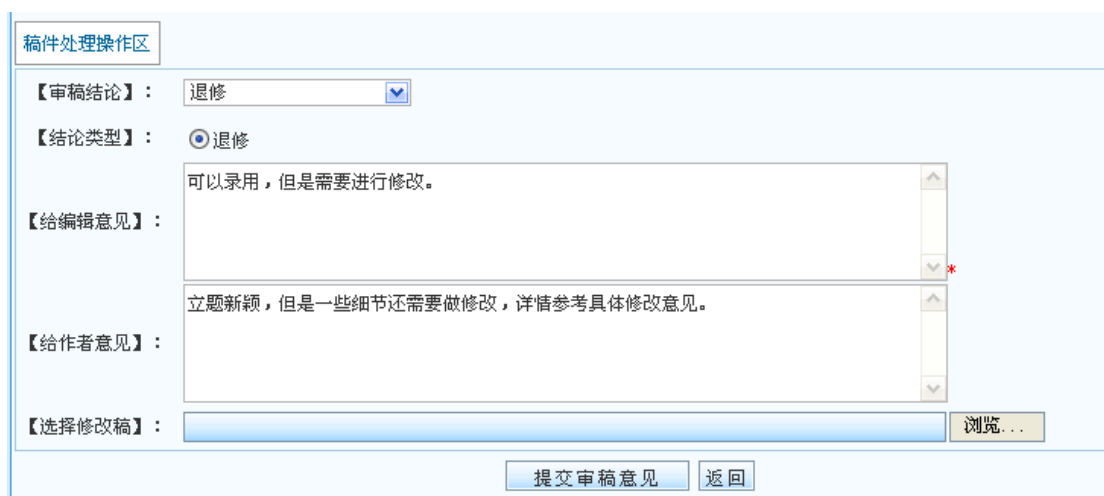 稿件处理操作区
【审稿结论】： 退修
【结论类型】： 退修
可以录用，但是需要进行修改。
【给编辑意见】： *
立题新颖，但是一些细节还需要做修改，详情参考具体修改意见。
【给作者意见】：
【选择修改稿】： 浏览...
提交审稿意见 返回